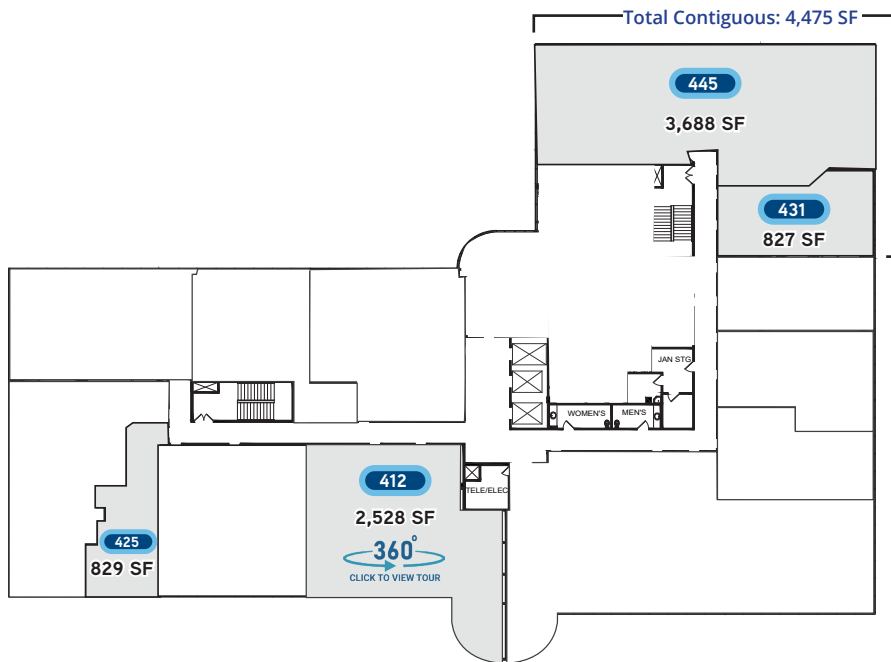 Total Contiguous: 4,475 SF
445
3,688 SF
431
827 SF
JAN STG
WOMEN'S
MEN'S
412
2,528 SF
TELE/ELEC
360°
CLICK TO VIEW TOUR
425
829 SF